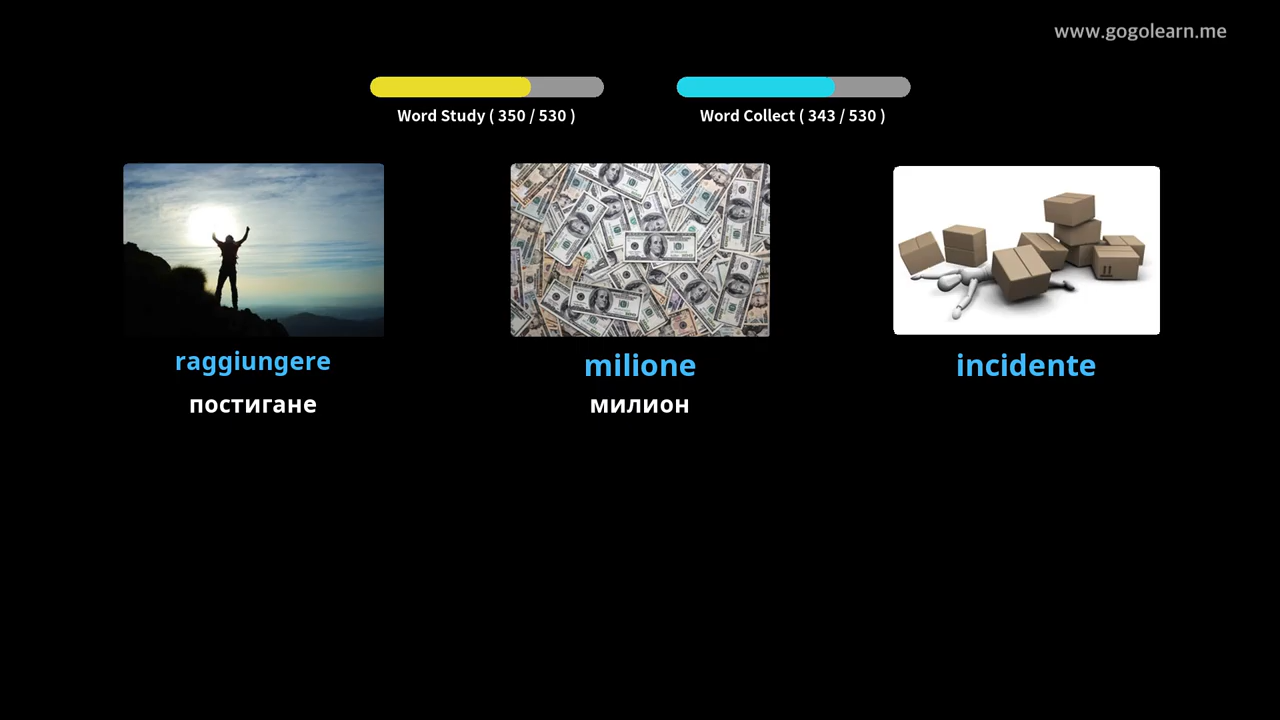 www.gogolearn.me
Word Study ( 350 / 530 )
Word Collect ( 343 / 530 )
raggiungere
milione
incidente
постигане
милион